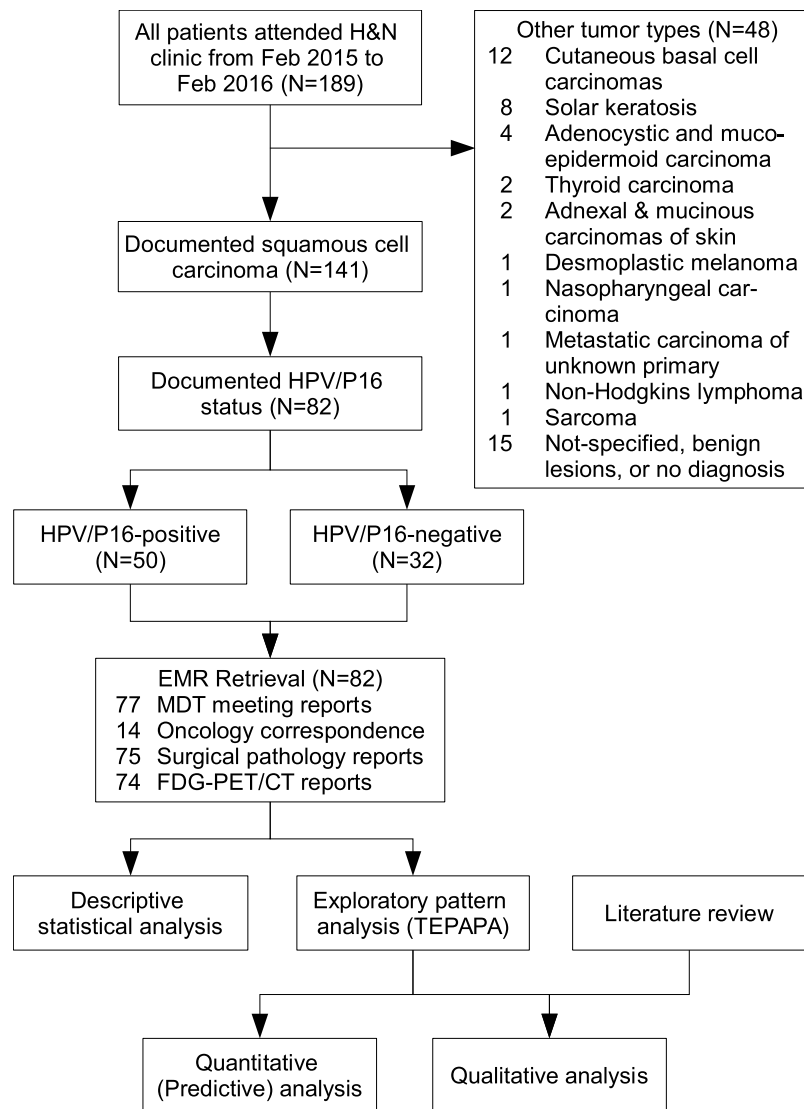 All patients attended H&N
clinic from Feb 2015 to
Feb 2016 (N=189)
Other tumor types (N=48)
12 Cutaneous basal cell
carcinomas
8 Solar keratosis
4 Adenocystic and muco-
epidermoid carcinoma
2 Thyroid carcinoma
2 Adnexal & mucinous
carcinomas of skin
1 Desmoplastic melanoma
1 Nasopharyngeal car-
cinoma
1 Metastatic carcinoma of
unknown primary
1 Non-Hodgkins lymphoma
1 Sarcoma
15 Not-specified, benign
lesions, or no diagnosis
Documented squamous cell
carcinoma (N=141)
Documented HPV/P16
status (N=82)
HPV/P16-positive
(N=50)
HPV/P16-negative
(N=32)
EMR Retrieval (N=82)
77 MDT meeting reports
14 Oncology correspondence
75 Surgical pathology reports
74 FDG-PET/CT reports
Descriptive
statistical analysis
Exploratory pattern
analysis (TEPAPA)
Literature review
Quantitative
(Predictive) analysis
Qualitative analysis